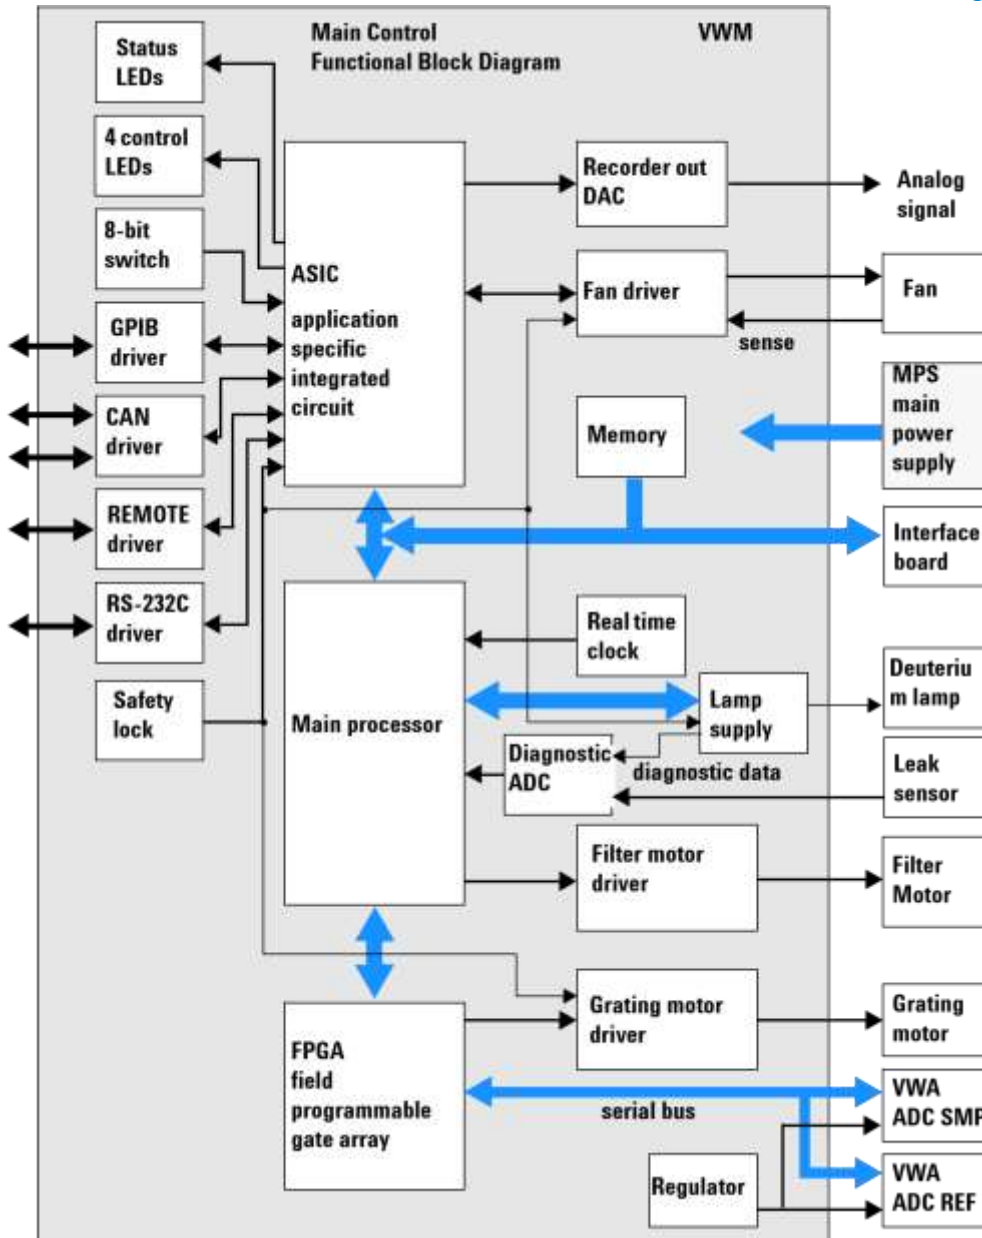 Main Control
Functional Block Diagram
VWM
Status
LEDs
4 control
LEDs
8-bit
switch
GPIB
driver
CAN
driver
REMOTE
driver
RS-232C
driver
Safety
lock
ASIC
application
specific
integrated
circuit
Main processor
FPGA
field
programmable
gate array
Recorder out
DAC
Fan driver
sense
Memory
Real time
clock
Lamp
supply
Diagnostic
ADC
diagnostic data
Filter motor
driver
Grating motor
driver
serial bus
Regulator
Analog
signal
Fan
MPS
main
power
supply
Interface
board
Deuteriu
m lamp
Leak
sensor
Filter
Motor
Grating
motor
VWA
ADC SMP
VWA
ADC REF